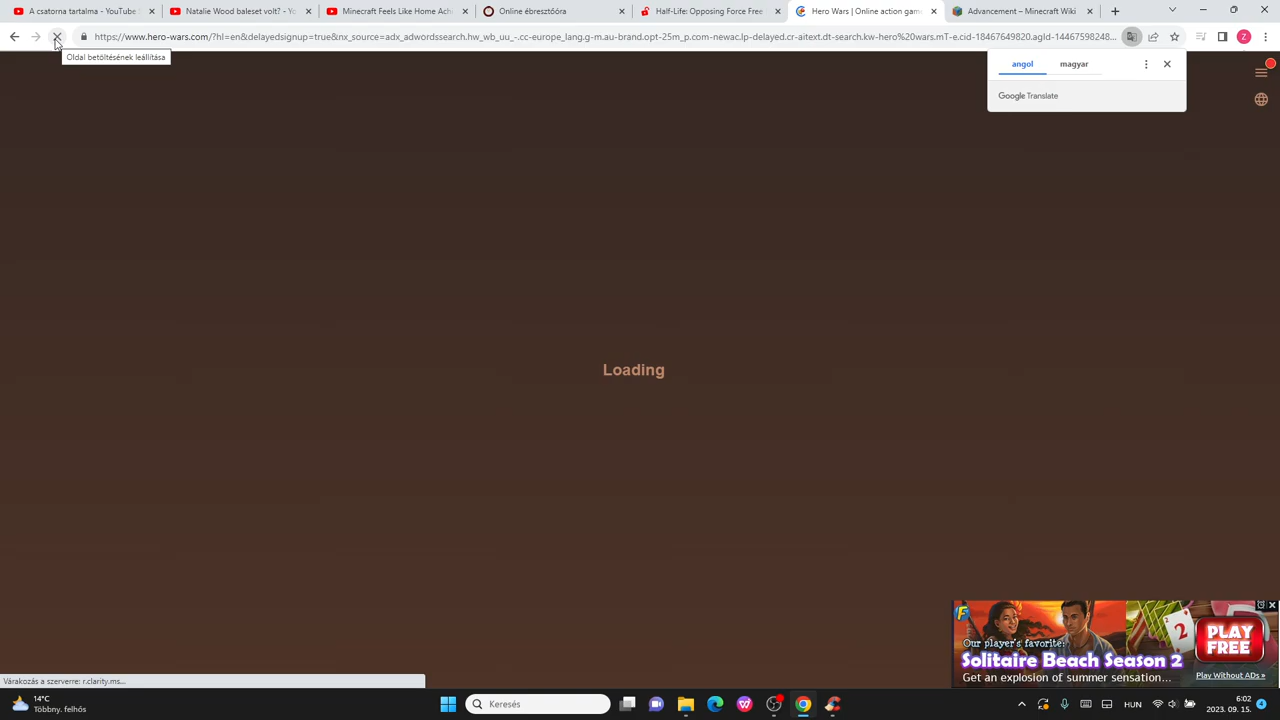 A csatorna tartalma - YouTube
Natalie Wood baleset volt? - Yo
Minecraft Feels Like Home Ache
Online ébresztőóra
Half-Life: Opposing Force Free
Hero Wars | Online action gam
Advancement – Minecraft Wiki
https://www.hero-wars.com/?hl=en&delayedsignup=true&nx_source=adx_adwordssearch.hw_wb_uu_-.cc-europe_lang.g-m.au-brand.opt-25m_p.com-newac.lp-delayed.cr-aitext.dt-search.kw-hero%20wars.mT-e.cid-18467649820.agId-14467598248...
Z
Oldal betöltésének leállítása
angol
magyar
Google Translate
Loading
Our player's favorite:
Solitaire Beach Season 2
Get an explosion of summer sensation...
2
PLAY
FREE
Play Without ADs >
Várakozás a szerverre: r.clarity.ms...
14°C
Többny. felhős
Keresés
HUN
6:02
2023. 09. 15.
4